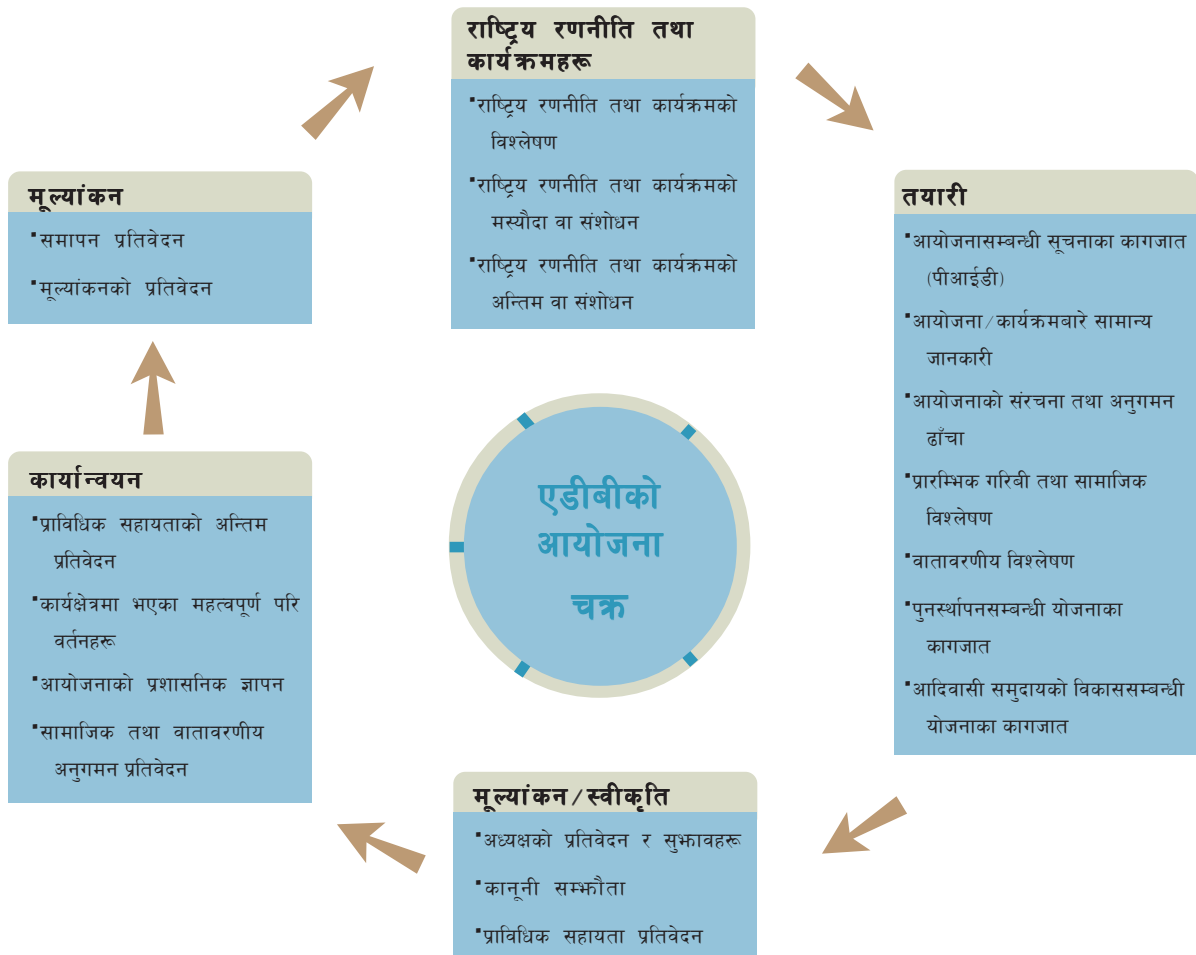 राष्ट्रिय रणनीति तथा
कार्यक्रमहरू
▪राष्ट्रिय रणनीति तथा कार्यक्रमको
विश्लेषण
▪राष्ट्रिय रणनीति तथा कार्यक्रमको
मस्यौदा वा संशोधन
▪राष्ट्रिय रणनीति तथा कार्यक्रमको
अन्तिम वा संशोधन
तयारी
▪आयोजनासम्बन्धी सूचनाका कागजात
(पीआईडी)
▪आयोजना/कार्यक्रमबारे सामान्य
जानकारी
▪आयोजनाको संरचना तथा अनुगमन
ढाँचा
▪प्रारम्भिक गरिबी तथा सामाजिक
विश्लेषण
▪वातावरणीय विश्लेषण
▪पुनर्स्थापनसम्बन्धी योजनाका
कागजात
▪आदिवासी समुदायको विकाससम्बन्धी
योजनाका कागजात
मूल्यांकन/स्वीकृति
▪अध्यक्षको प्रतिवेदन र सुझावहरू
▪कानूनी सम्झौता
▪प्राविधिक सहायता प्रतिवेदन
कार्यान्वयन
▪प्राविधिक सहायताको अन्तिम
प्रतिवेदन
▪कार्यक्षेत्रमा भएका महत्वपूर्ण परि
वर्तनहरू
▪आयोजनाको प्रशासनिक ज्ञापन
▪सामाजिक तथा वातावरणीय
अनुगमन प्रतिवेदन
मूल्यांकन
▪समापन प्रतिवेदन
▪मूल्यांकनको प्रतिवेदन
एडीबीको
आयोजना
चक्र